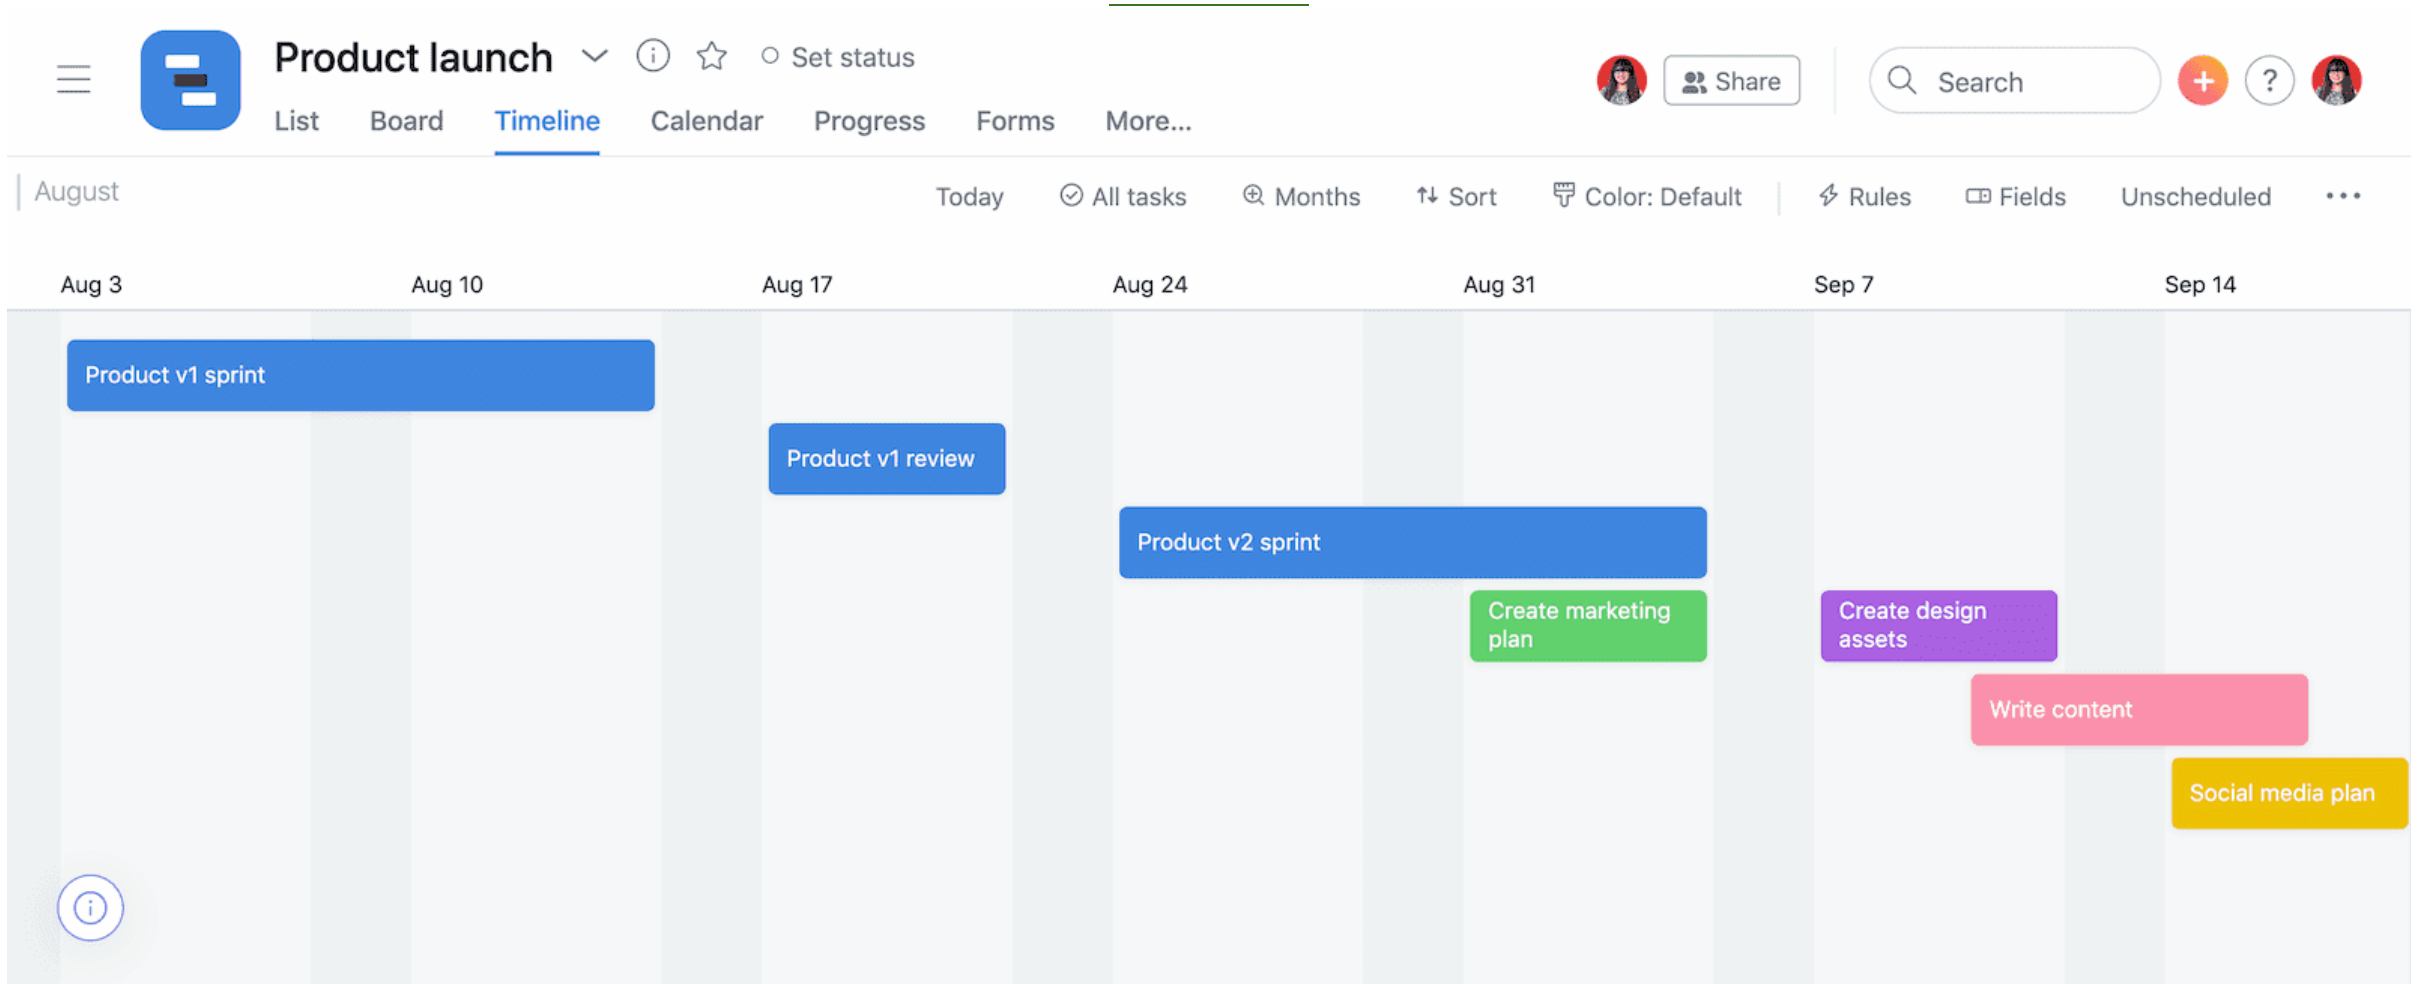 Product launch
Set status
Share
Search
?
List Board Timeline Calendar Progress Forms More...
August
Today All tasks Months Sort Color: Default Rules Fields Unscheduled
Aug 3 Aug 10 Aug 17 Aug 24 Aug 31 Sep 7 Sep 14
Product v1 sprint
Product v1 review
Product v2 sprint
Create marketing
plan
Create design
assets
Write content
Social media plan